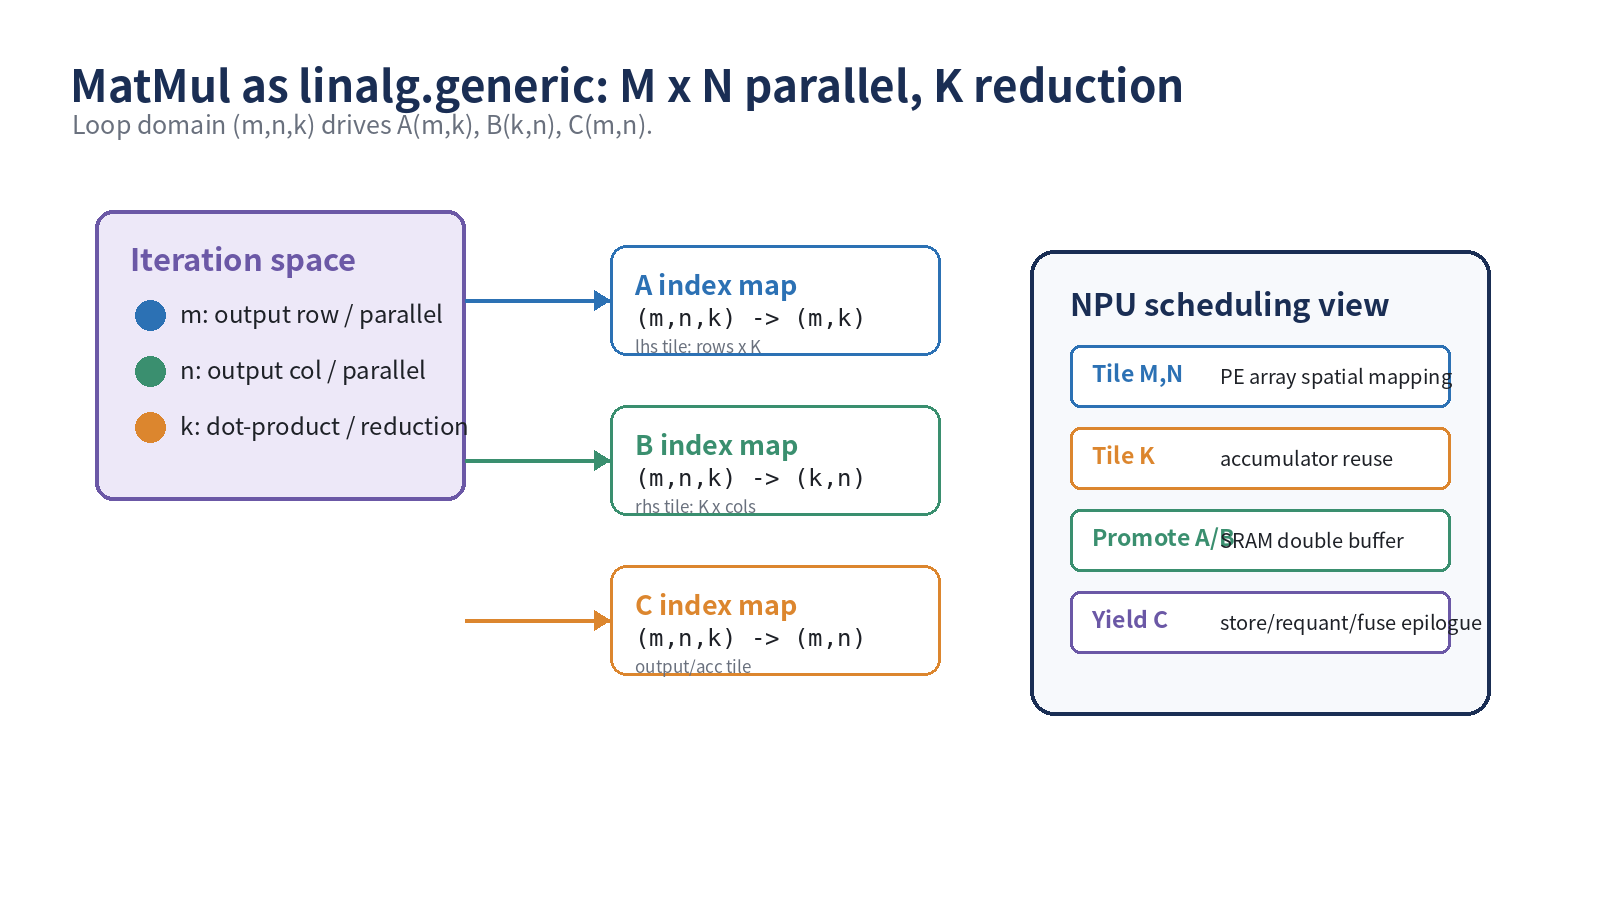 MatMul as linalg.generic: M x N parallel, K reduction
Loop domain (m,n,k) drives A(m,k), B(k,n), C(m,n).
Iteration space
m: output row / parallel
n: output col / parallel
k: dot-product / reduction
A index map
(m,n,k) -> (m,k)
lhs tile: rows x K
B index map
(m,n,k) -> (k,n)
rhs tile: K x cols
C index map
(m,n,k) -> (m,n)
output/acc tile
NPU scheduling view
Tile M,N PE array spatial mapping
Tile K accumulator reuse
Promote A/B SRAM double buffer
Yield C store/requant/fuse epilogue